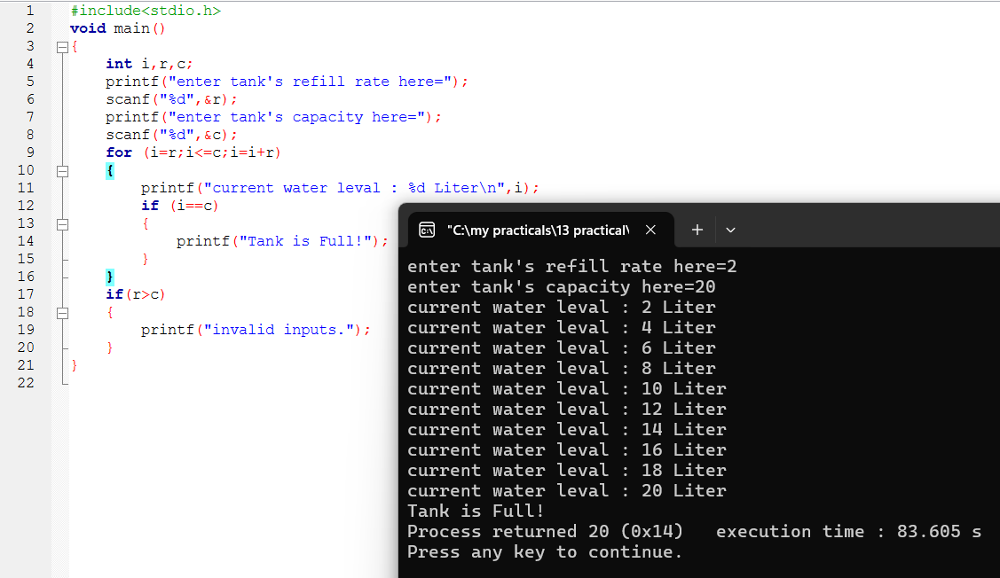 1 #include<stdio.h>
2 void main()
3 {
4 int i,r,c;
5 printf("enter tank's refill rate here=");
6 scanf("%d",&r);
7 printf("enter tank's capacity here=");
8 scanf("%d",&c);
9 for (i=r;i<=c;i=i+r)
10 {
11 printf("current water leval : %d Liter\n",i);
12 if (i==c)
13 {
14 printf("Tank is Full!");
15 }
16 }
17 if(r>c)
18 {
19 printf("invalid inputs.");
20 }
21 }
22
"C:\my practicals\13 practical\
enter tank's refill rate here=2
enter tank's capacity here=20
current water leval : 2 Liter
current water leval : 4 Liter
current water leval : 6 Liter
current water leval : 8 Liter
current water leval : 10 Liter
current water leval : 12 Liter
current water leval : 14 Liter
current water leval : 16 Liter
current water leval : 18 Liter
current water leval : 20 Liter
Tank is Full!
Process returned 20 (0x14)   execution time : 83.605 s
Press any key to continue.